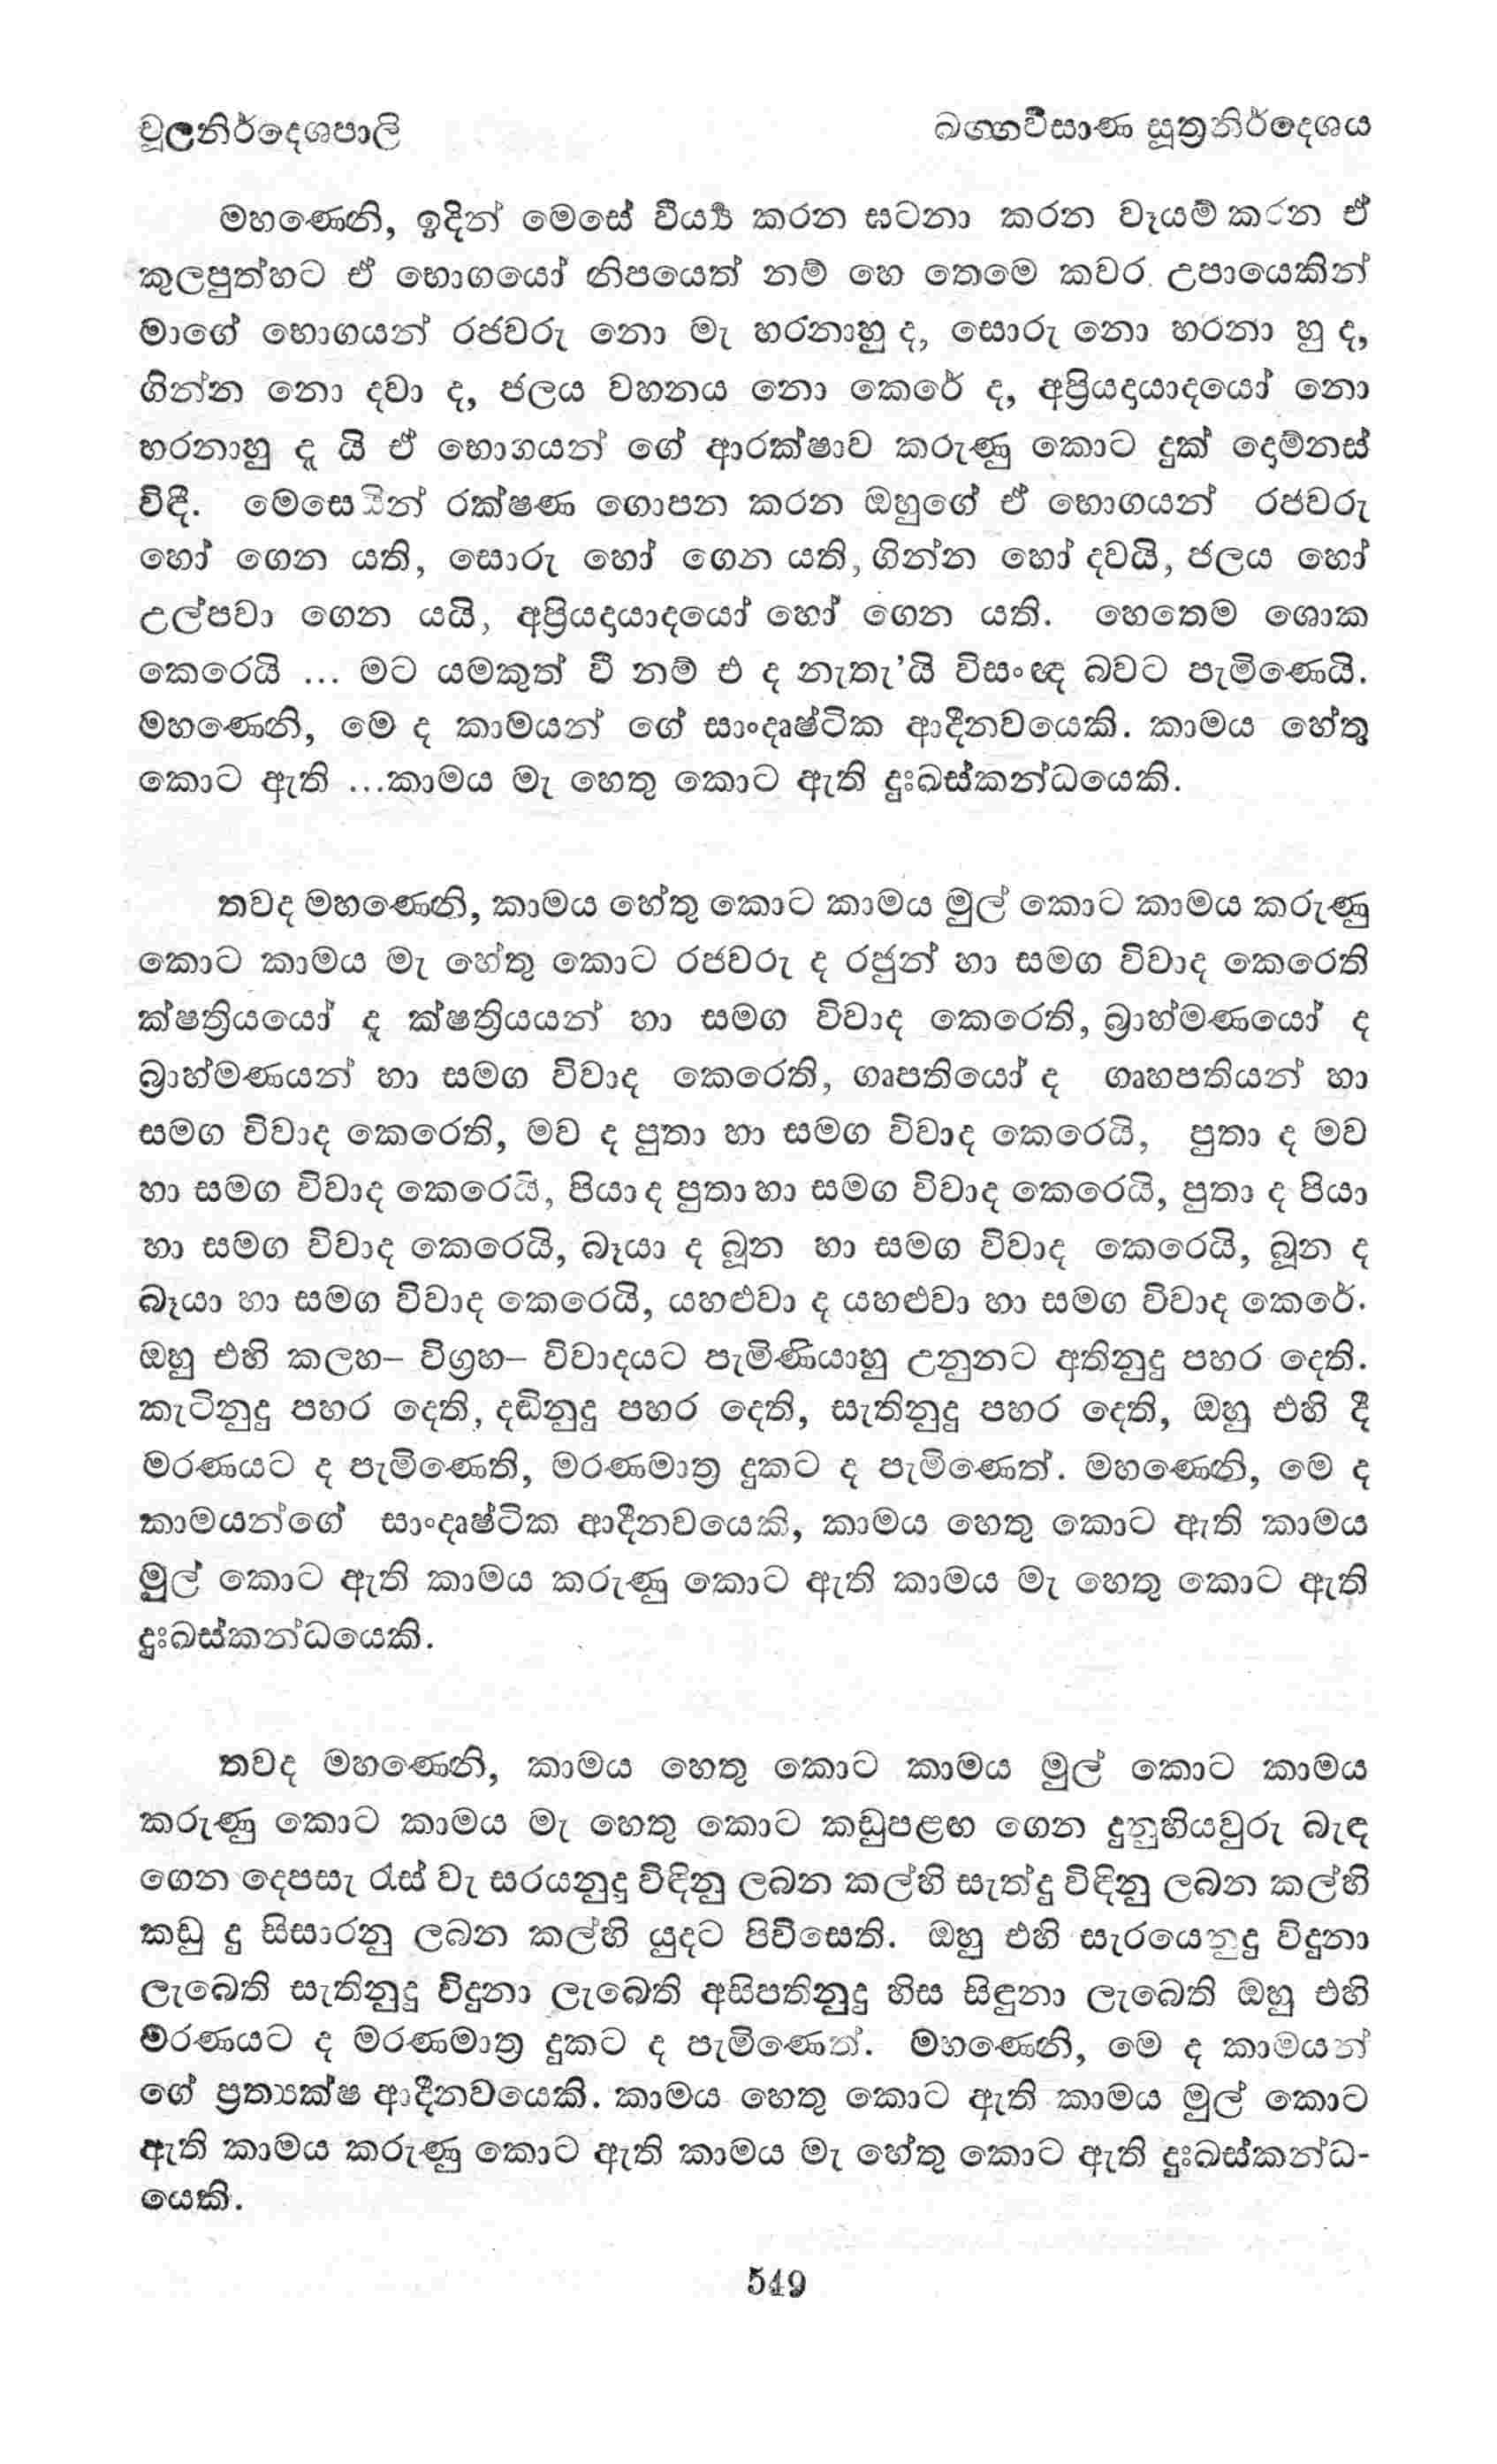 චූලනිර්දෙශපාලි
ඛග්ගවිසාණ සූත්‍රනිර්දෙශය
මහණෙනි, ඉදින් මෙසේ වීර්‍ය්‍ය කරන ඝටනා කරන වැයම් කරන ඒ
කුලපුත්හට ඒ භොගයෝ නිපයෙත් නම් හෙ තෙමෙ කවර උපායෙකින්
මාගේ භොගයන් රජවරු නො මැ හරනාහු ද, සොරු නො හරනා හු ද,
ගින්න නො දවා ද, ජලය වහනය නො කෙරේ ද, අප්‍රියදායාදයෝ නො
හරනාහු දැ යි ඒ භොගයන් ගේ ආරක්ෂාව කරුණු කොට දුක් දොම්නස්
විඳී. මෙසෙයින් රක්ෂණ ගොපන කරන ඔහුගේ ඒ භොගයන් රජවරු
හෝ ගෙන යති, සොරු හෝ ගෙන යති, ගින්න හෝ දවයි, ජලය හෝ
උල්පවා ගෙන යයි, අප්‍රියදායාදයෝ හෝ ගෙන යති. හෙතෙම ශොක
කෙරෙයි ... මට යමකුත් වී නම් එ ද නැතැ’යි විසංඥ බවට පැමිණෙයි.
මහණෙනි, මෙ ද කාමයන් ගේ සාංදෘෂ්ටික ආදීනවයෙකි. කාමය හේතු
කොට ඇති ...කාමය මැ හෙතු කොට ඇති දුඃඛස්කන්ධයෙකි.
තවද මහණෙනි, කාමය හේතු කොට කාමය මුල් කොට කාමය කරුණු
කොට කාමය මැ හේතු කොට රජවරු ද රජුන් හා සමග විවාද කෙරෙති
ක්ෂත්‍රියයෝ දැ ක්ෂත්‍රියයන් හා සමග විවාද කෙරෙති, බ්‍රාහ්මණයෝ ද
බ්‍රාහ්මණයන් හා සමග විවාද කෙරෙති, ගෘපතියෝ ද ගෘහපතියන් හා
සමග විවාද කෙරෙති, මව ද පුතා හා සමග විවාද කෙරෙයි, පුතා ද මව
හා සමග විවාද කෙරෙයි, පියා ද පුතා හා සමග විවාද කෙරෙයි, පුතා ද පියා
හා සමග විවාද කෙරෙයි, බෑයා ද බූන හා සමග විවාද කෙරෙයි, බූන ද
බෑයා හා සමග විවාද කෙරෙයි, යහළුවා ද යහළුවා හා සමග විවාද කෙරේ.
ඔහු එහි කලහ– විග්‍රහ– විවාදයට පැමිණියාහු උනුනට අතිනුදු පහර දෙති.
කැටිනුදු පහර දෙති, දඬිනුදු පහර දෙති, සැතිනුදු පහර දෙති, ඔහු එහි දී
මරණයට ද පැමිණෙති, මරණමාත්‍ර දුකට ද පැමිණෙත්. මහණෙනි, මෙ ද
කාමයන්ගේ සාංදෘෂ්ටික ආදීනවයෙකි, කාමය හෙතු කොට ඇති කාමය
මුල් කොට ඇති කාමය කරුණු කොට ඇති කාමය මැ හෙතු කොට ඇති
දුඃඛස්කන්ධයෙකි.
තවද මහණෙනි, කාමය හෙතු කොට කාමය මුල් කොට කාමය
කරුණු කොට කාමය මැ හෙතු කොට කඩුපළඟ ගෙන දුනුහියවුරු බැඳ
ගෙන දෙපසැ රැස් වැ සරයනුදු විඳිනු ලබන කල්හි සැත්දු විඳිනු ලබන කල්හි
කඩු දු සිසාරනු ලබන කල්හි යුදට පිවිසෙති. ඔහු එහි සැරයෙනුදු විදුනා
ලැබෙති සැතිනුදු විදුනා ලැබෙති අසිපතිනුදු හිස සිඳුනා ලැබෙති ඔහු එහි
මරණයට ද මරණමාත්‍ර දුකට ද පැමිණෙත්. මහණෙනි, මෙ ද කාමයන්
ගේ ප්‍රත්‍යක්ෂ ආදීනවයෙකි. කාමය හෙතු කොට ඇති කාමය මුල් කොට
ඇති කාමය කරුණු කොට ඇති කාමය මැ හේතු කොට ඇති දුඃඛස්කන්ධ-
යෙකි.
549